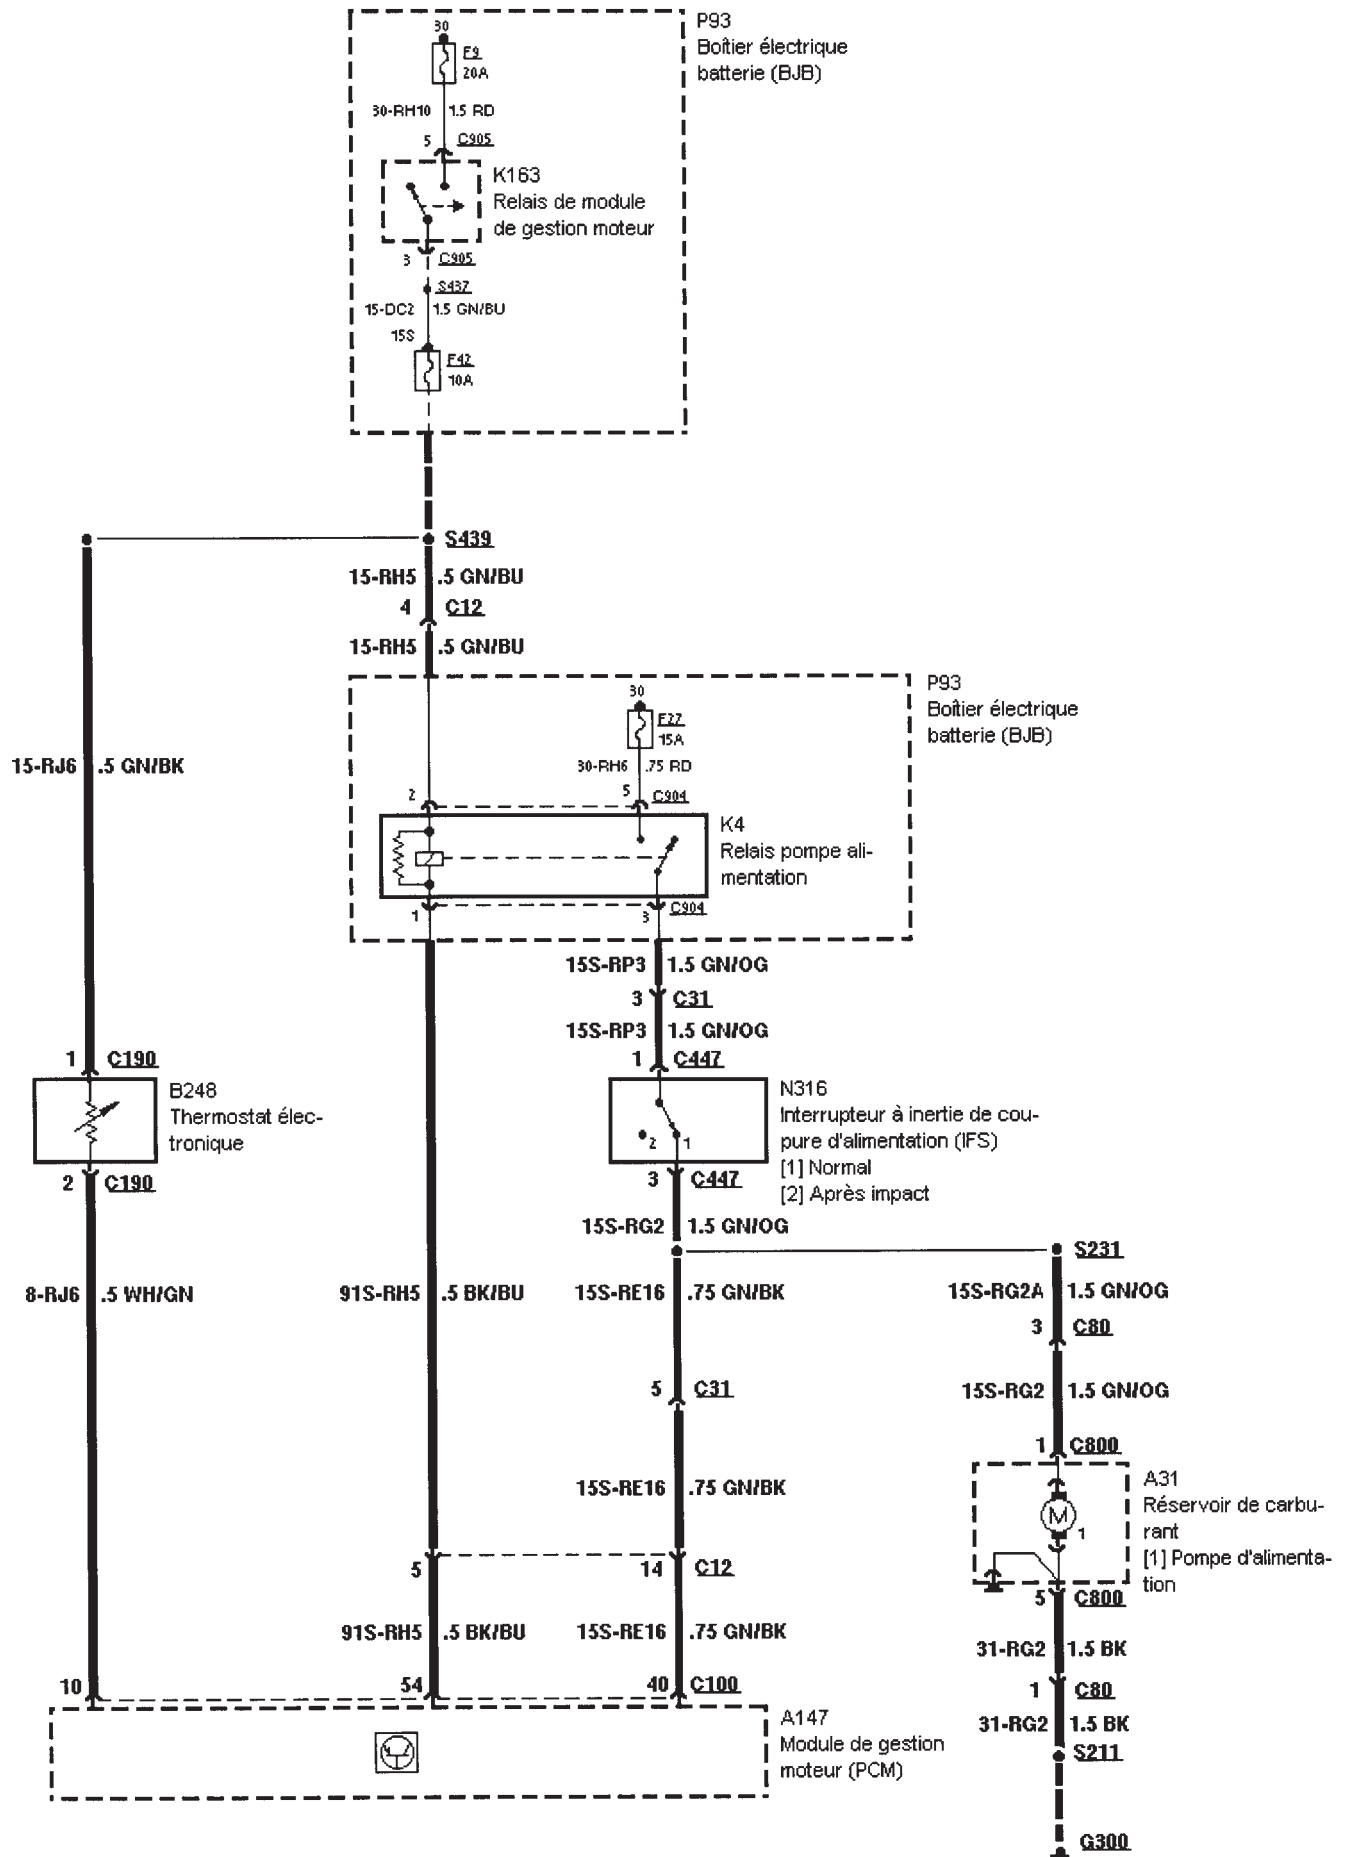 P93
Boîtier électrique
batterie (BJB)
30
F9
20A
30-RH10 1.5 RD
5 C905
K163
Relais de module
de gestion moteur
3 C905
S437
15-DC2 1.5 GN/BU
15S
F42
10A
S439
15-RH5 .5 GN/BU
4 C12
15-RH5 .5 GN/BU
P93
Boîtier électrique
batterie (BJB)
30
F27
15A
15-RJ6 .5 GN/BK
30-RH6 .75 RD
2 5 C904
K4
Relais pompe ali-
mentation
1 3 C904
15S-RP3 1.5 GN/OG
3 C31
15S-RP3 1.5 GN/OG
1 C190
1 C447
B248
Thermostat élec-
tronique
N316
Interrupteur à inertie de cou-
pure d'alimentation (IFS)
[1] Normal
[2] Après impact
2 1
2 C190
3 C447
15S-RG2 1.5 GN/OG
S231
8-RJ6 .5 WH/GN
91S-RH5 .5 BK/BU
15S-RE16 .75 GN/BK
15S-RG2A 1.5 GN/OG
3 C80
5 C31
15S-RG2 1.5 GN/OG
1 C800
15S-RE16 .75 GN/BK
A31
Réservoir de carbu-
rant
[1] Pompe d'alimenta-
tion
M 1
5 14 C12
5 C800
91S-RH5 .5 BK/BU
15S-RE16 .75 GN/BK
31-RG2 1.5 BK
10 54 40 C100
1 C80
A147
Module de gestion
moteur (PCM)
31-RG2 1.5 BK
S211
G300